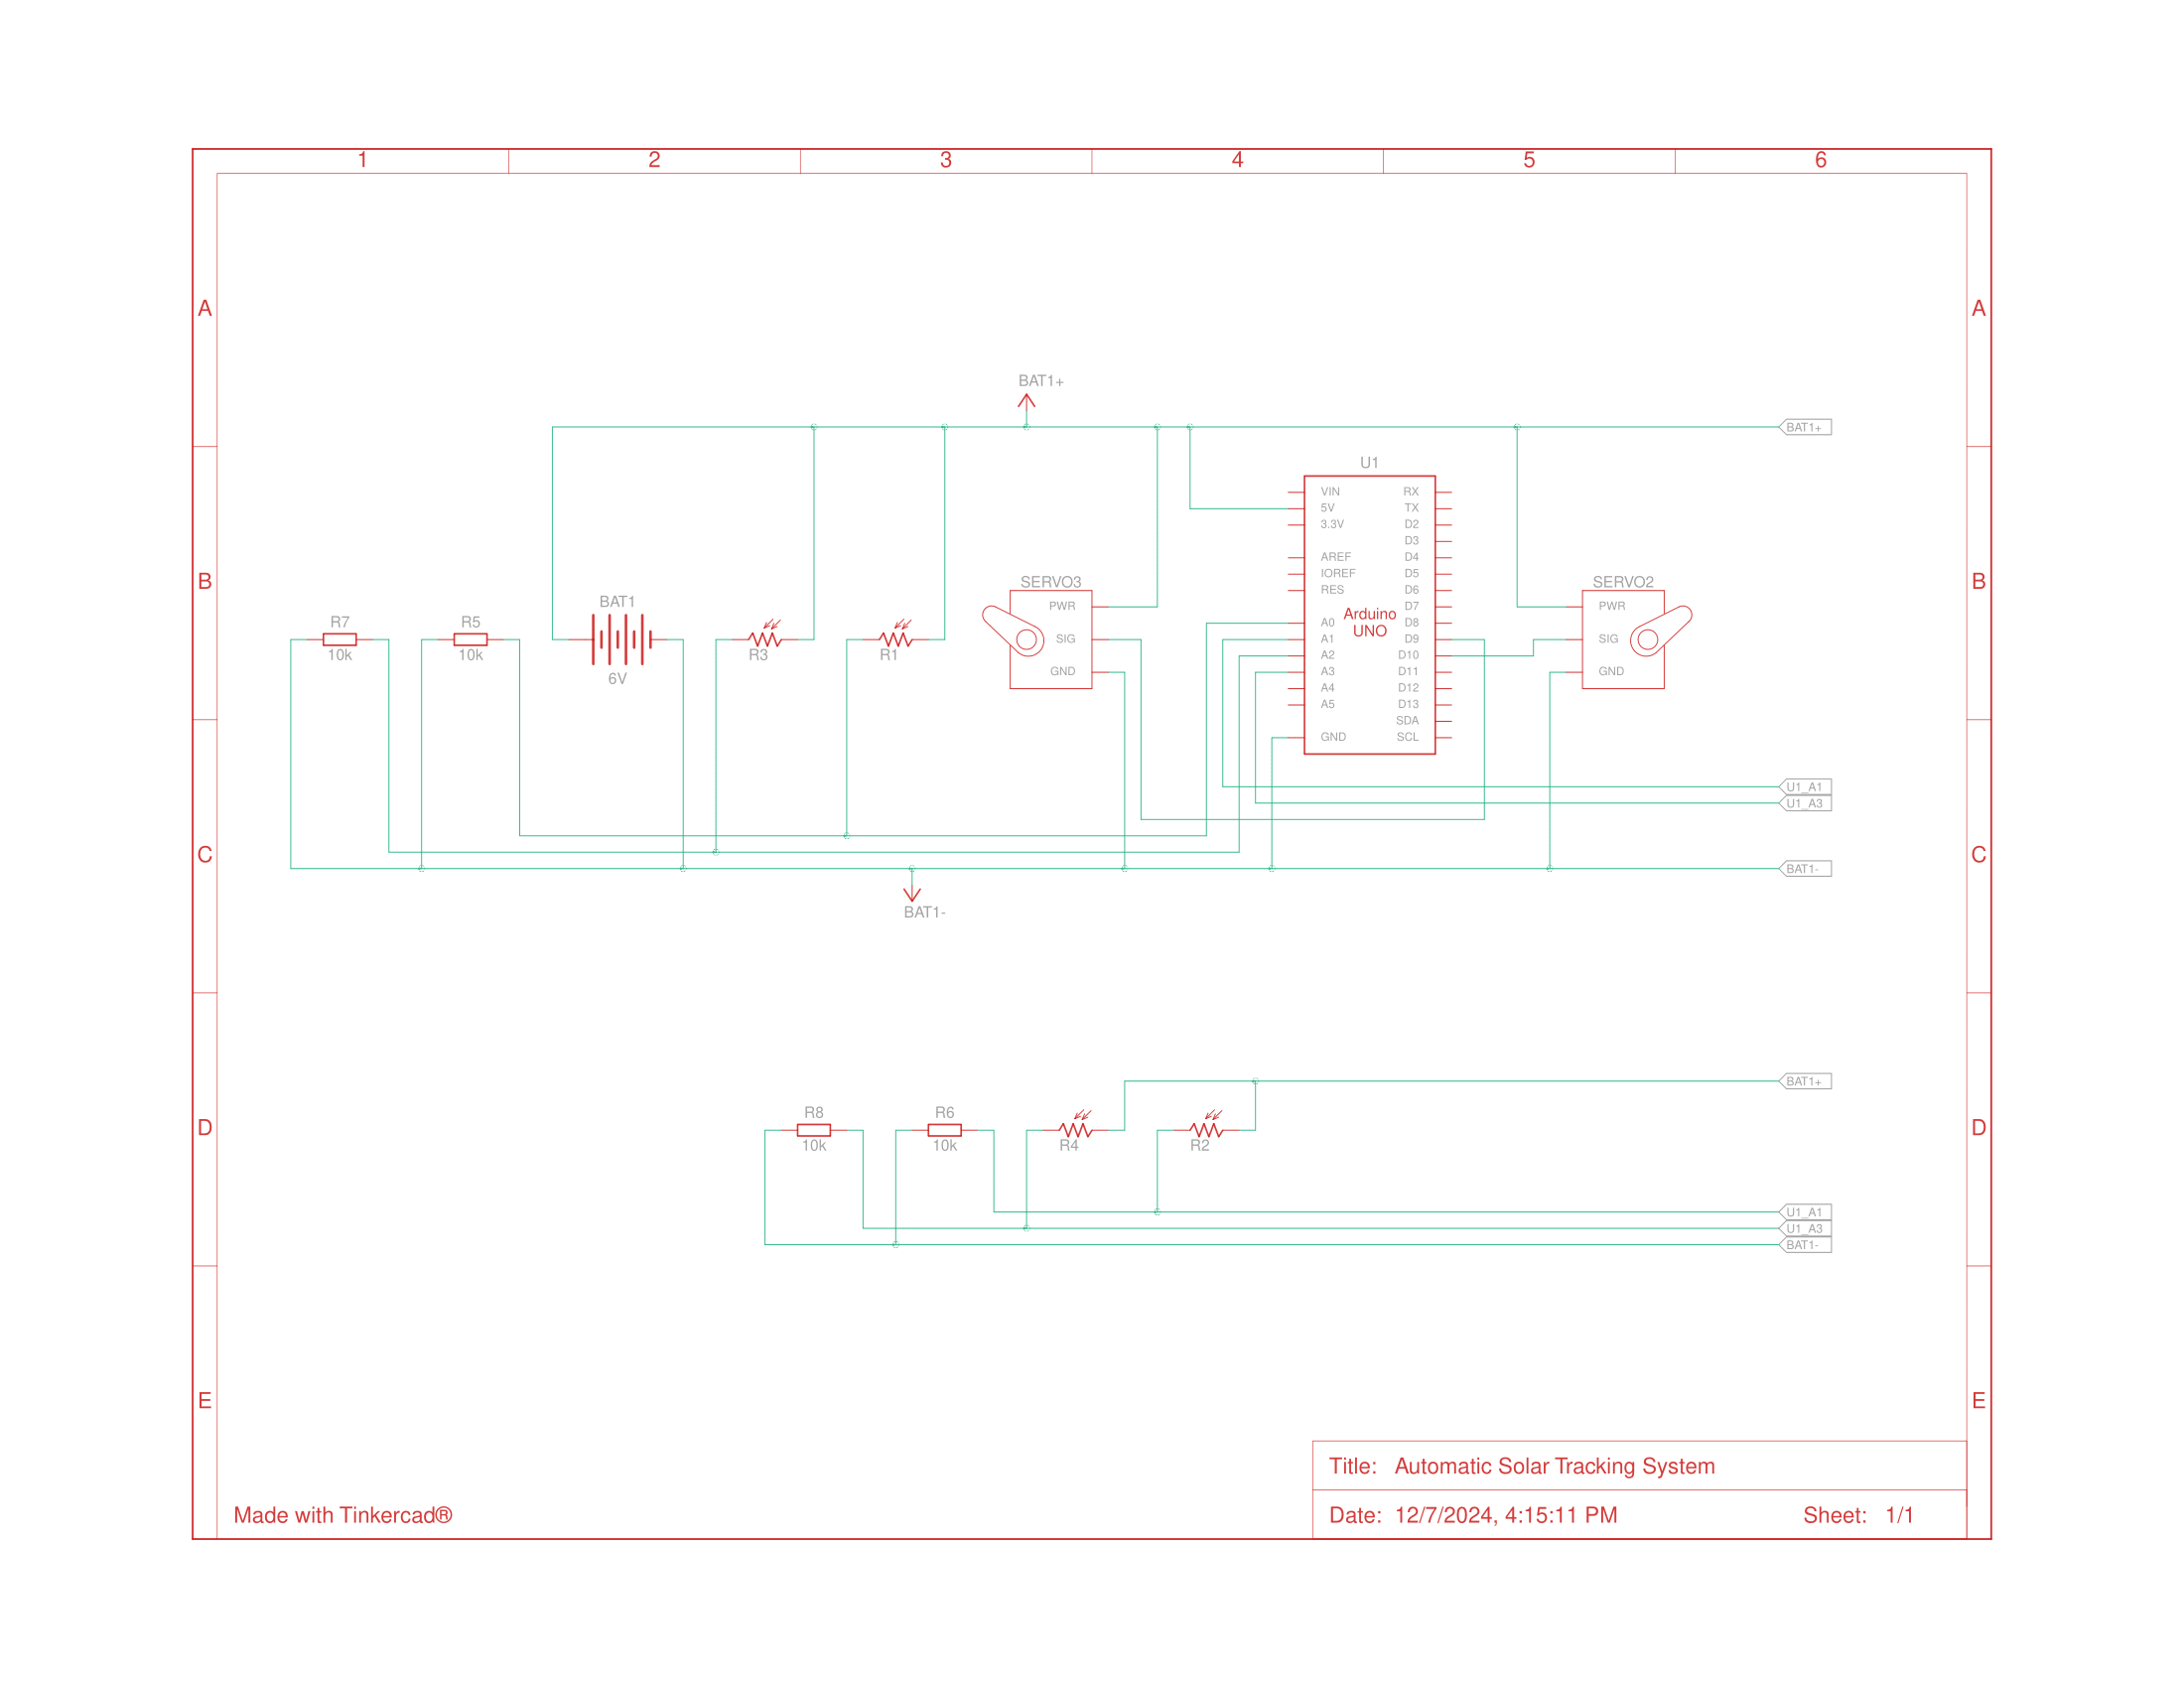 1 2 3 4 5 6
A A
BAT1+
BAT1+
U1
VIN RX
5V TX
3.3V D2
D3
AREF D4
IOREF D5
RES D6
D7
A0 D8
A1 D9
A2 D10
A3 D11
A4 D12
A5 D13
SDA
GND SCL
Arduino
UNO
B B
SERVO3
PWR
SIG
GND
SERVO2
PWR
SIG
GND
BAT1
6V
R7
10k
R5
10k
R3
R1
U1_A1
U1_A3
C C
BAT1-
BAT1-
BAT1+
D D
R8
10k
R6
10k
R4
R2
U1_A1
U1_A3
BAT1-
E E
Title: Automatic Solar Tracking System
Made with Tinkercad®
Date: 12/7/2024, 4:15:11 PM Sheet: 1/1